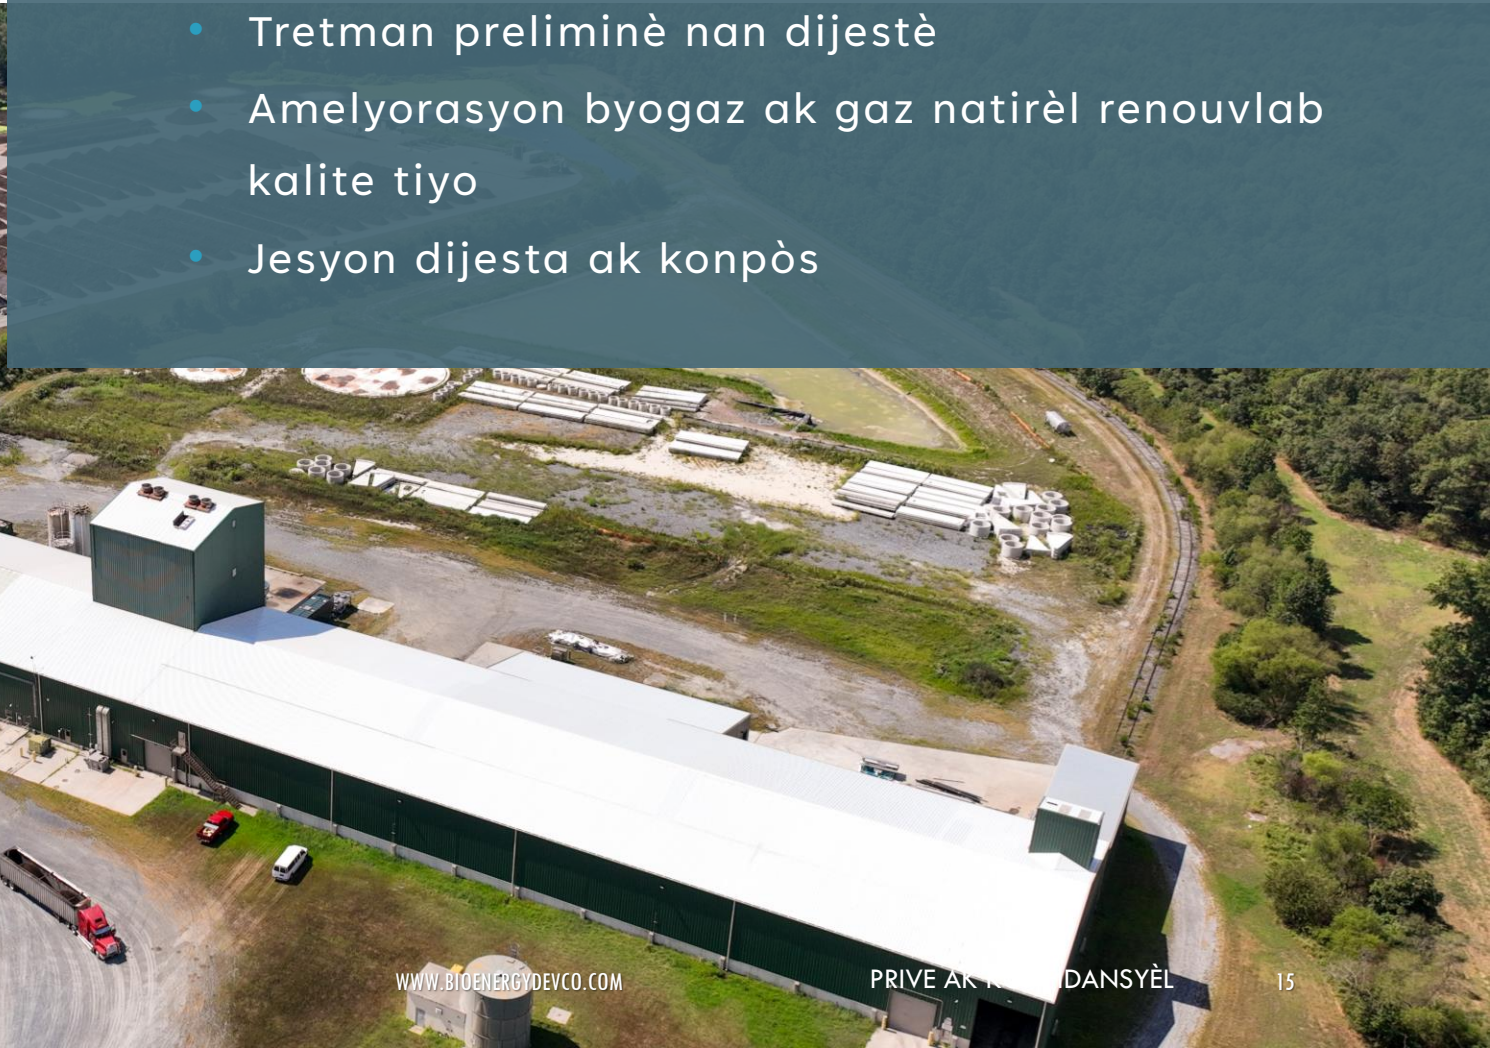 • Tretman preliminè nan dijestè
• Amelyorasyon byogaz ak gaz natirèl renouvlab
kalite tiyo
• Jesyon dijesta ak konpòs
WWW.BIOENERGYDEVCO.COM PRIVE AK 15